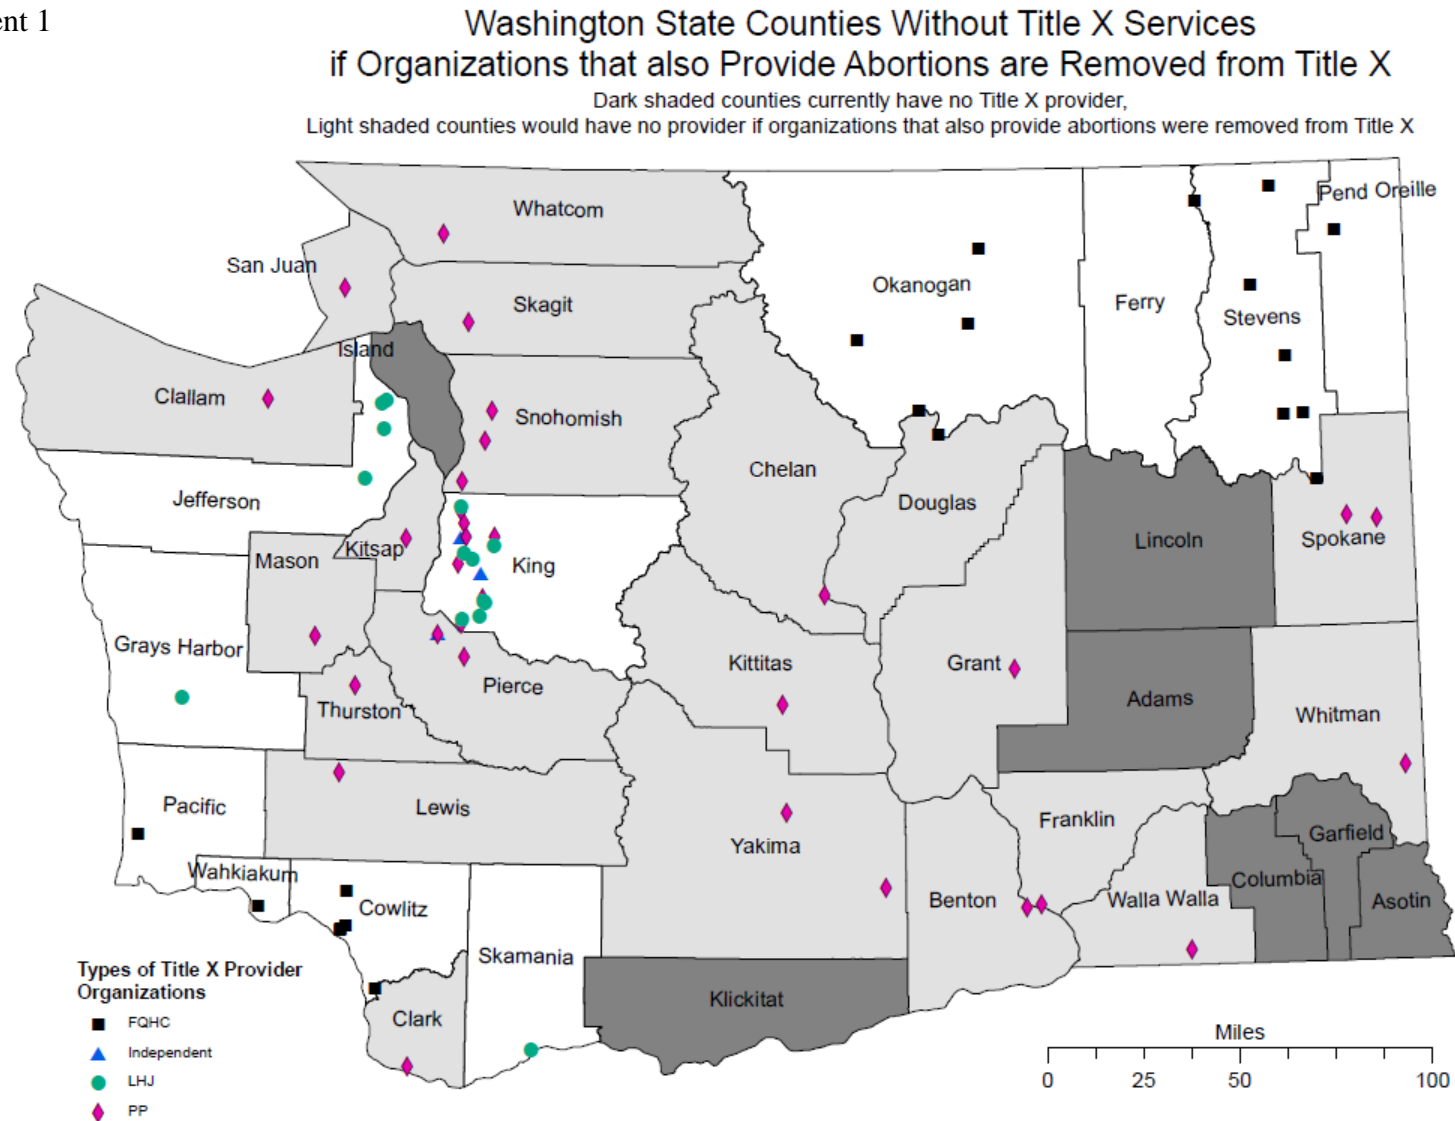 ent 1
Washington State Counties Without Title X Services
if Organizations that also Provide Abortions are Removed from Title X
Dark shaded counties currently have no Title X provider,
Light shaded counties would have no provider if organizations that also provide abortions were removed from Title X
Whatcom
Pend Oreille
San Juan
Okanogan
Skagit
Ferry
Stevens
Island
Clallam
Snohomish
Chelan
Jefferson
Douglas
Lincoln
Spokane
Kitsap
Mason
King
Grays Harbor
Kittitas
Grant
Pierce
Adams
Thurston
Whitman
Pacific
Lewis
Franklin
Garfield
Yakima
Wahkiakum
Columbia
Cowlitz
Benton
Walla Walla
Asotin
Skamania
Types of Title X Provider
Organizations
FQHC
Independent
LHJ
PP
Klickitat
Clark
Miles
0 25 50 100